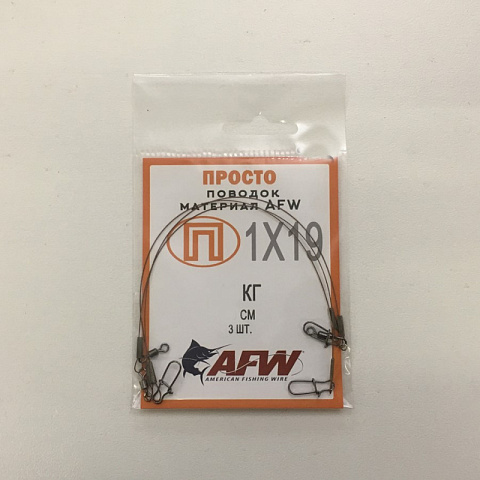 ПРОСТО
ПОВОДОК
МАТЕРИАЛ AFW
П 1X19
КГ
СМ
3 ШТ.
AFW
AMERICAN FISHING WIRE